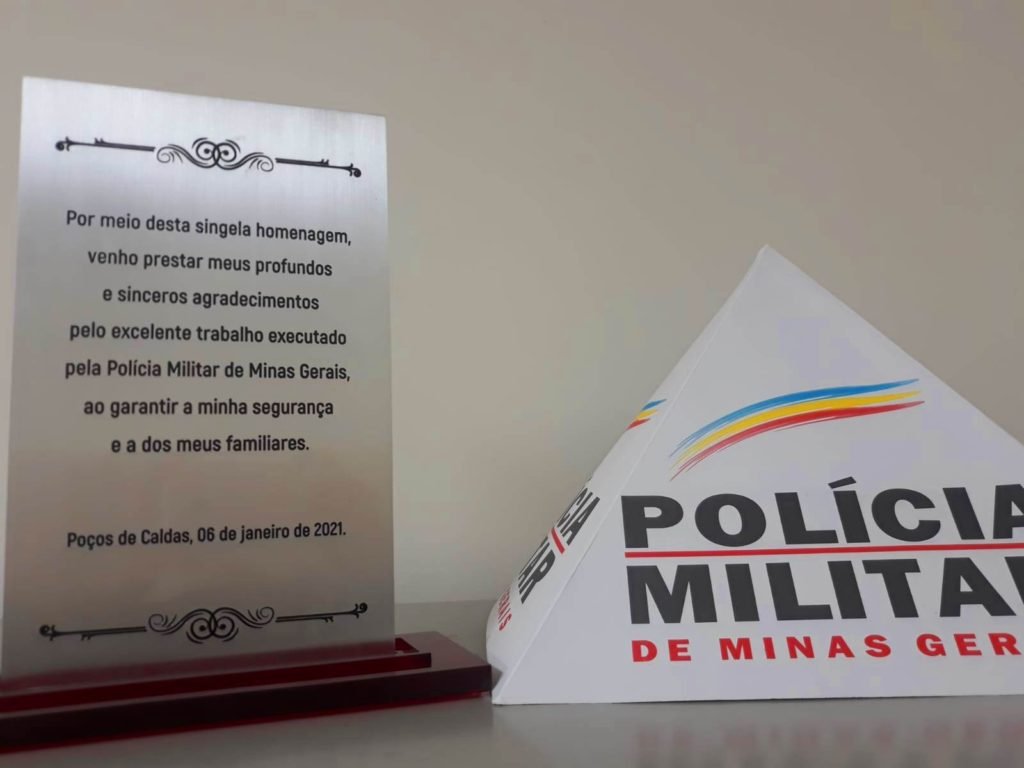 Por meio desta singela homenagem,
venho prestar meus profundos
e sinceros agradecimentos
pelo excelente trabalho executado
pela Polícia Militar de Minas Gerais,
ao garantir a minha segurança
e a dos meus familiares.
Poços de Caldas, 06 de janeiro de 2021.
POLÍCIA
MILITA
DE MINAS GER